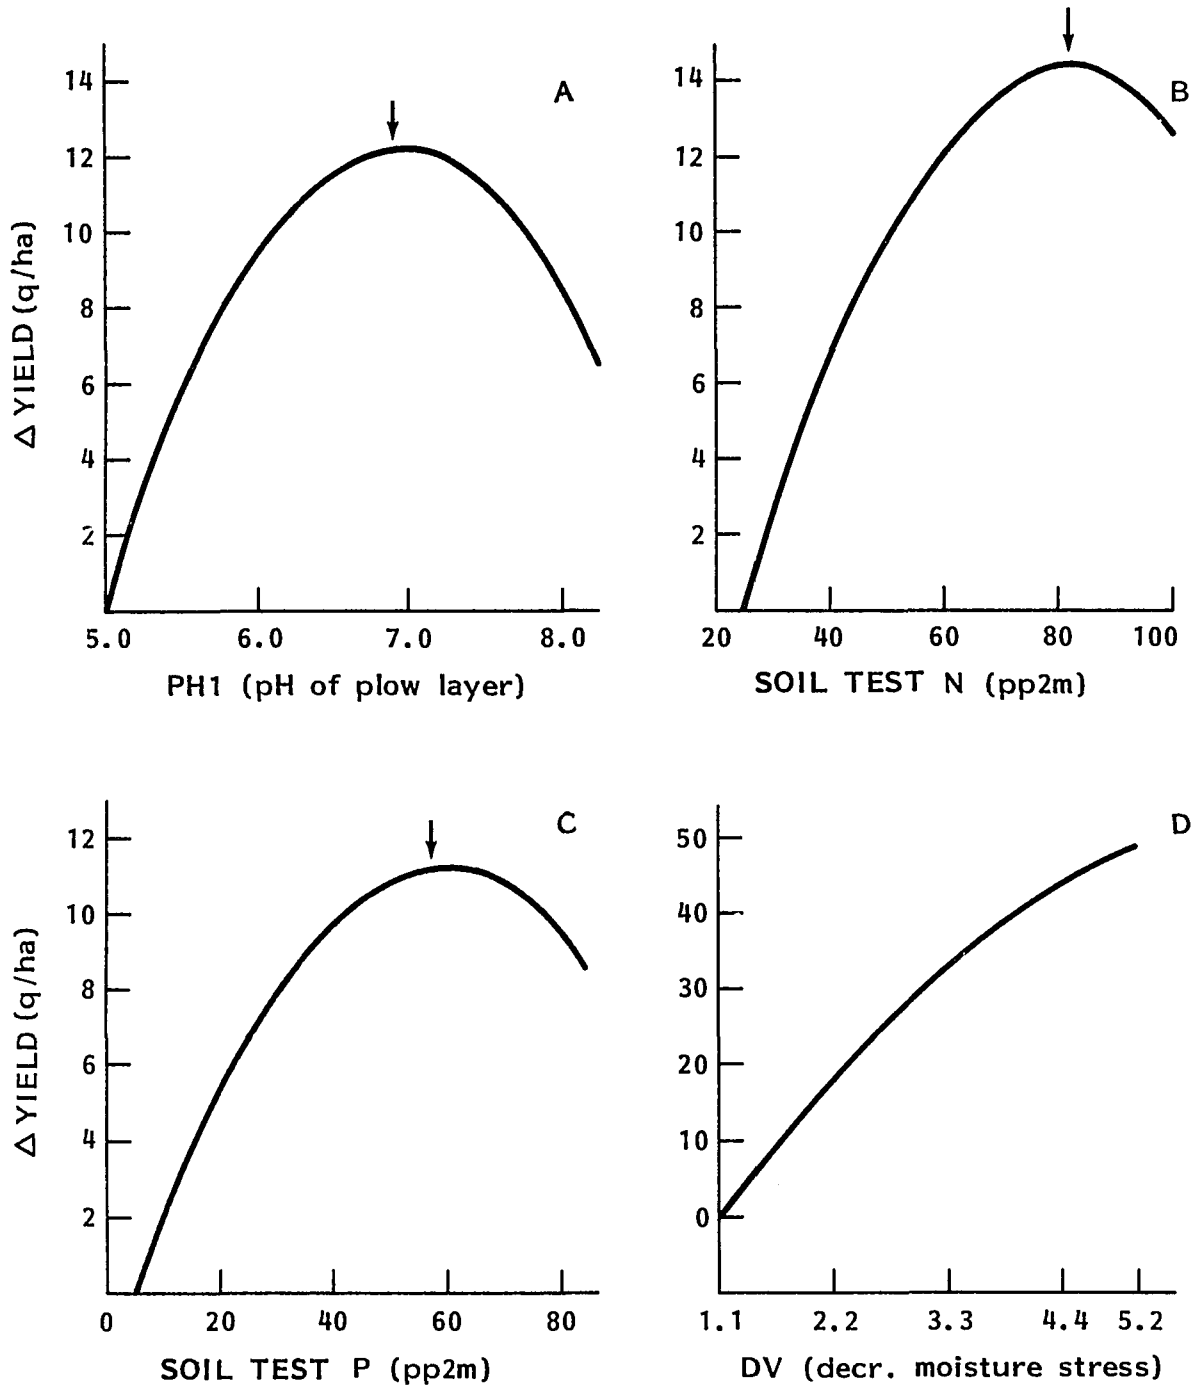 A
14
12
10
8
6
4
2
Δ YIELD (q/ha)
5.0 6.0 7.0 8.0
PH1 (pH of plow layer)
B
14
12
10
8
6
4
2
20 40 60 80 100
SOIL TEST N (pp2m)
C
12
10
8
6
4
2
Δ YIELD (q/ha)
0 20 40 60 80
SOIL TEST P (pp2m)
D
50
40
30
20
10
0
1.1 2.2 3.3 4.4 5.2
DV (decr. moisture stress)